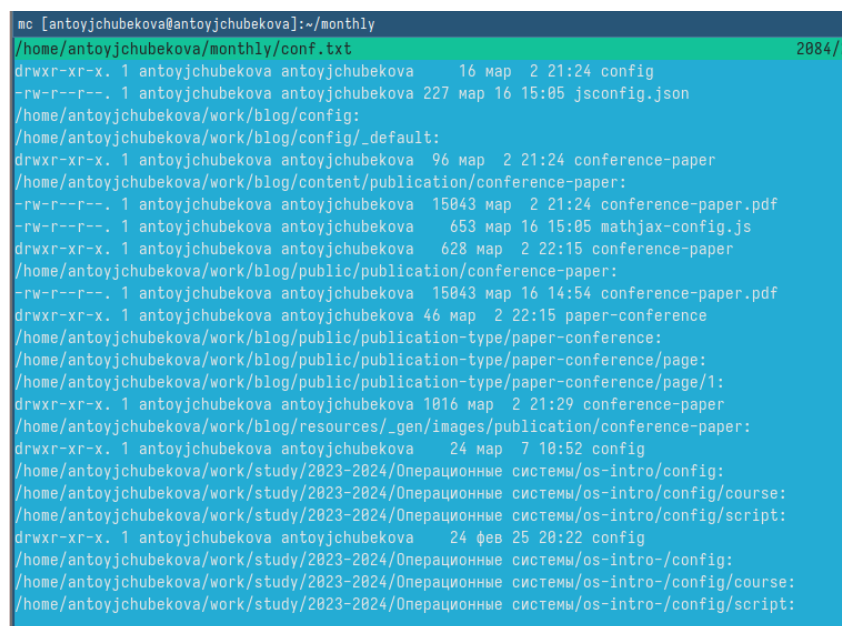 mc [antoyjchubekova@antoyjchubekova]:~/monthly
/home/antoyjchubekova/monthly/conf.txt 2084/
drwxr-xr-x. 1 antoyjchubekova antoyjchubekova 16 мар 2 21:24 config
-rw-r--r--. 1 antoyjchubekova antoyjchubekova 227 мар 16 15:05 jsconfig.json
/home/antoyjchubekova/work/blog/config:
/home/antoyjchubekova/work/blog/config/_default:
drwxr-xr-x. 1 antoyjchubekova antoyjchubekova 96 мар 2 21:24 conference-paper
/home/antoyjchubekova/work/blog/content/publication/conference-paper:
-rw-r--r--. 1 antoyjchubekova antoyjchubekova 15043 мар 2 21:24 conference-paper.pdf
-rw-r--r--. 1 antoyjchubekova antoyjchubekova 653 мар 16 15:05 mathjax-config.js
drwxr-xr-x. 1 antoyjchubekova antoyjchubekova 628 мар 2 22:15 conference-paper
/home/antoyjchubekova/work/blog/public/publication/conference-paper:
-rw-r--r--. 1 antoyjchubekova antoyjchubekova 15043 мар 16 14:54 conference-paper.pdf
drwxr-xr-x. 1 antoyjchubekova antoyjchubekova 46 мар 2 22:15 paper-conference
/home/antoyjchubekova/work/blog/public/publication-type/paper-conference:
/home/antoyjchubekova/work/blog/public/publication-type/paper-conference/page:
/home/antoyjchubekova/work/blog/public/publication-type/paper-conference/page/1:
drwxr-xr-x. 1 antoyjchubekova antoyjchubekova 1016 мар 2 21:29 conference-paper
/home/antoyjchubekova/work/blog/resources/_gen/images/publication/conference-paper:
drwxr-xr-x. 1 antoyjchubekova antoyjchubekova 24 мар 7 10:52 config
/home/antoyjchubekova/work/study/2023-2024/Операционные системы/os-intro/config:
/home/antoyjchubekova/work/study/2023-2024/Операционные системы/os-intro/config/course:
/home/antoyjchubekova/work/study/2023-2024/Операционные системы/os-intro/config/script:
drwxr-xr-x. 1 antoyjchubekova antoyjchubekova 24 фев 25 20:22 config
/home/antoyjchubekova/work/study/2023-2024/Операционные системы/os-intro-/config:
/home/antoyjchubekova/work/study/2023-2024/Операционные системы/os-intro-/config/course:
/home/antoyjchubekova/work/study/2023-2024/Операционные системы/os-intro-/config/script: